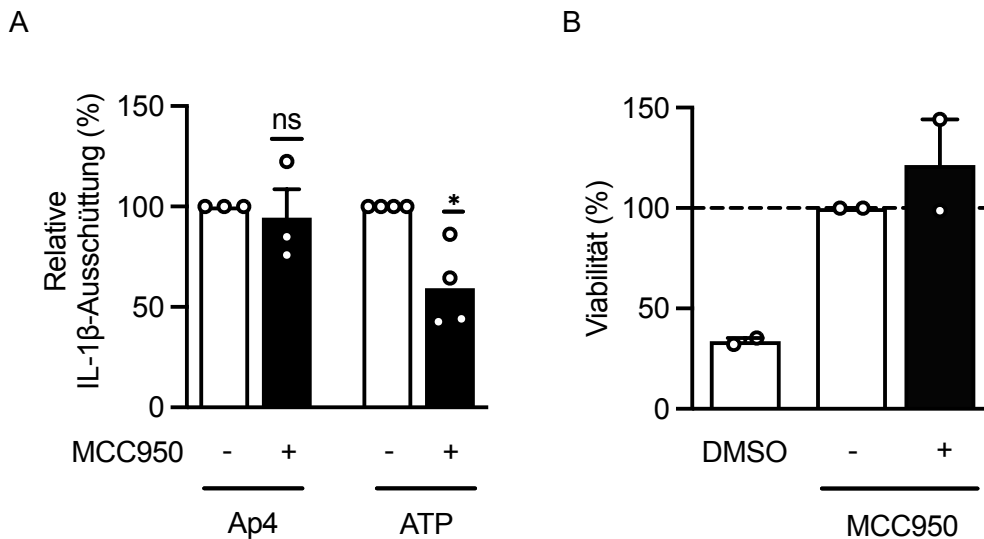 A
Relative
IL-1β-Ausschüttung (%)
150
100
50
0
ns
*
MCC950 - + - +
Ap4 ATP
B
Viabilität (%)
150
100
50
0
DMSO - +
MCC950